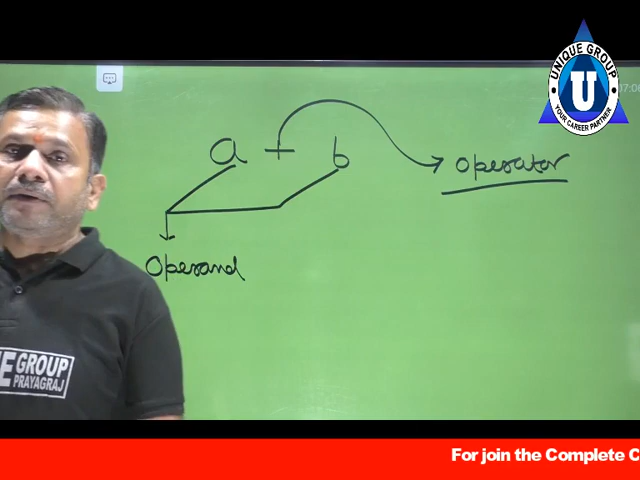 UNIQUE GROUP
U
YOUR CAREER PARTNER
a + b
Operator
Operand
E GROUP
PRAYAGRAJ
For join the Complete C